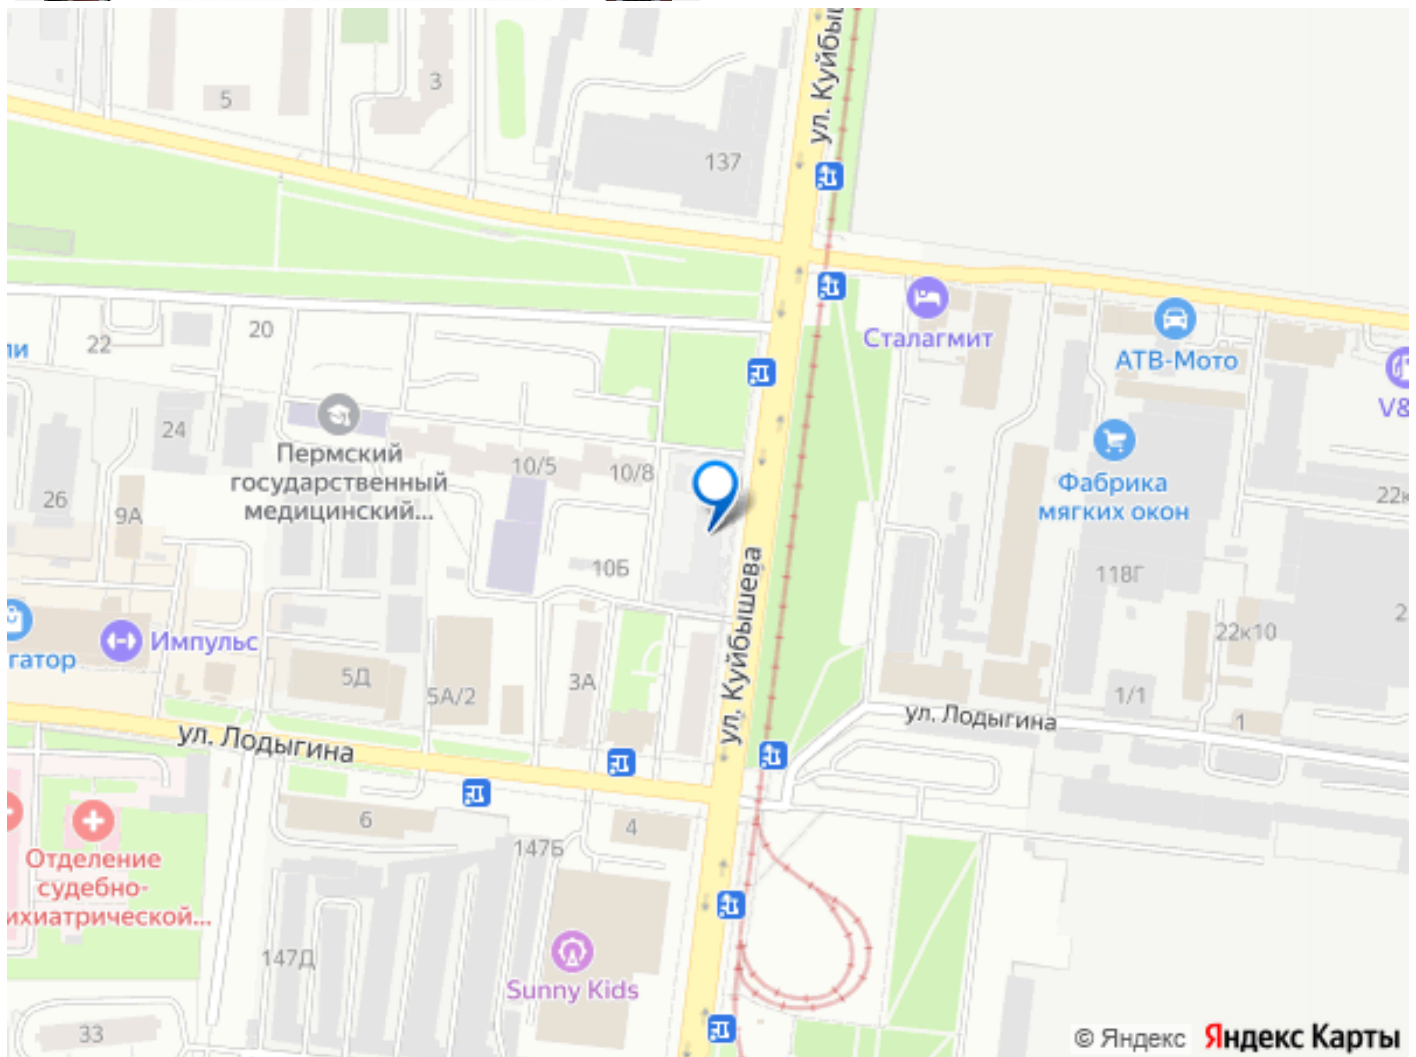 ул. Куйбы
3
5
137
20
22
ли
Сталагмит
АТВ-Мото
V&
24
Пермский
государственный
медицинский...
10/5
10/8
26
9А
Фабрика
мягких окон
22к
10Б
118Г
ул. Куйбышева
Импульс
гатор
22к10
2
5Д
5А/2
3А
1/1
1
ул. Лодыгина
ул. Лодыгина
6
4
147Б
Отделение
судебно-
ихиатрической...
147Д
Sunny Kids
33
© Яндекс Яндекс Карты